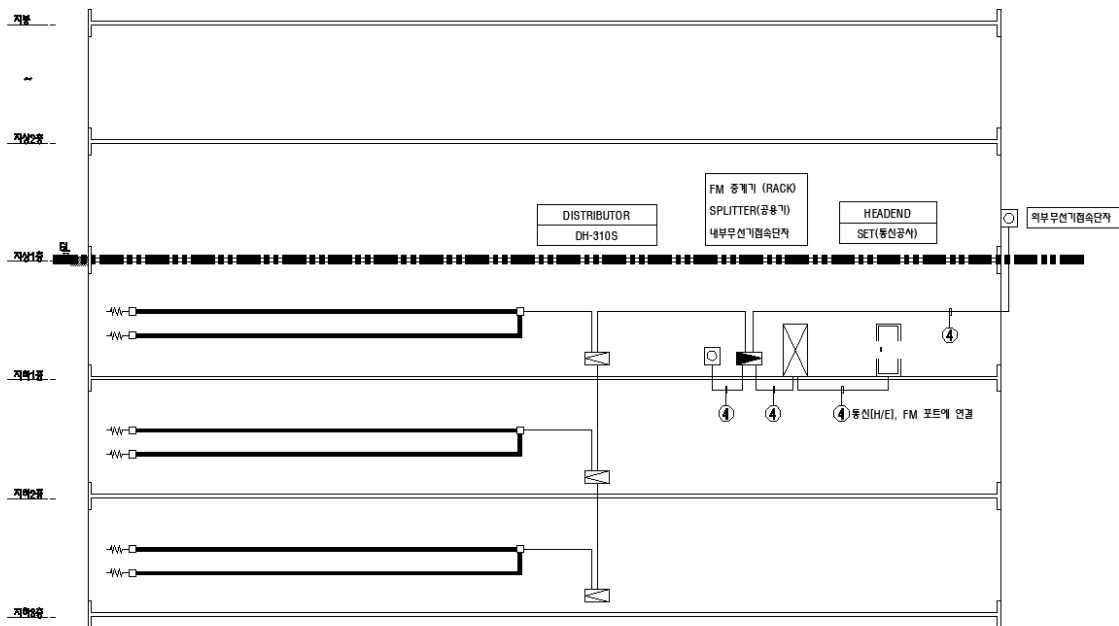 지붕
~
지상2층
FM 중계기 (RACK)
SPLITTER(공용기)
내부무선기접속단자
DISTRIBUTOR
DH-310S
HEADEND
SET(통신공사)
외부무선기접속단자
GL
지상1층
4
지하1층
4
4
4
통신[H/E], FM 포트에 연결
지하2층
지하3층